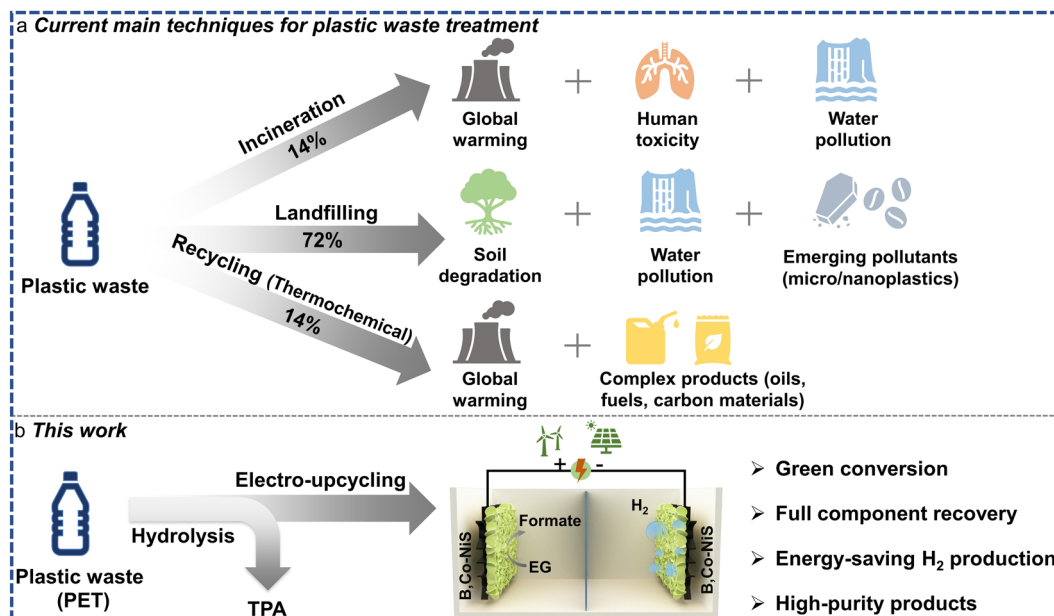 a Current main techniques for plastic waste treatment
Incineration
14%
Global
warming
Human
toxicity
Water
pollution
Plastic waste
Landfilling
72%
Soil
degradation
Water
pollution
Emerging pollutants
(micro/nanoplastics)
Recycling (Thermochemical)
14%
Global
warming
Complex products (oils,
fuels, carbon materials)
b This work
Plastic waste
(PET)
Hydrolysis
TPA
Electro-upcycling
+ -
B,Co-NiS
Formate
EG
H₂
B,Co-NiS
➢ Green conversion
➢ Full component recovery
➢ Energy-saving H₂ production
➢ High-purity products